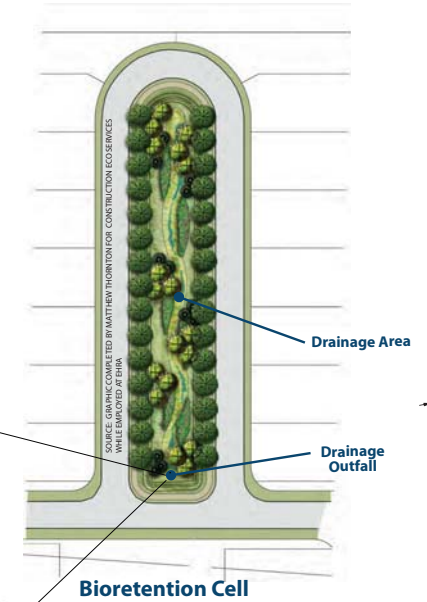 SOURCE: GRAPHIC COMPLETED BY MATTHEW THORNTON FOR CONSTRUCTION ECO SERVICES
WHILE EMPLOYED AT EHRA
Drainage Area
Drainage
Outfall
Bioretention Cell